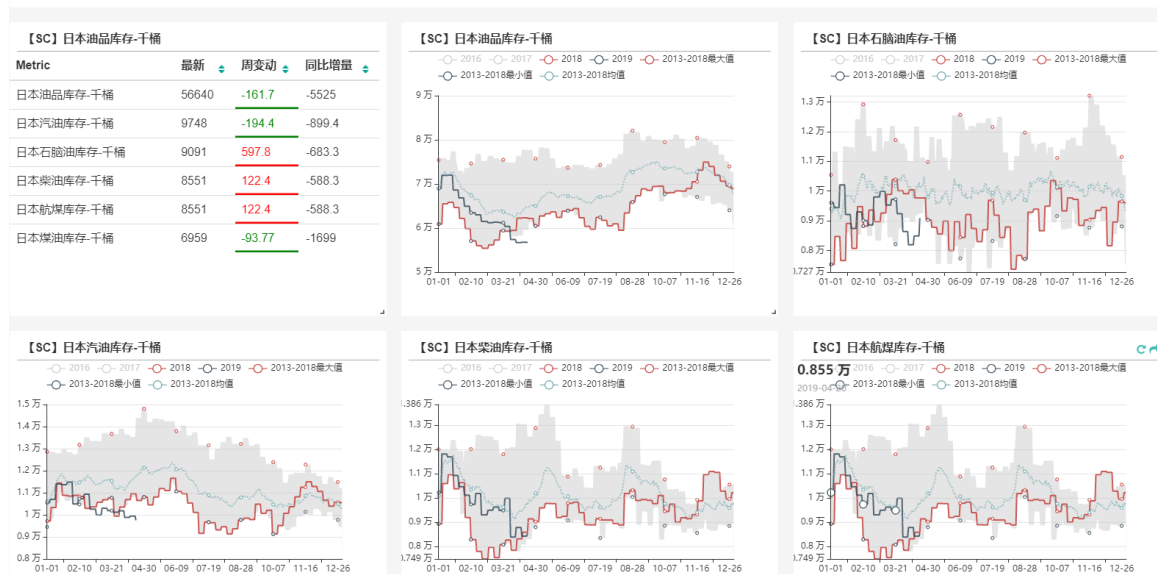 【SC】日本油品库存-千桶
Metric 最新 周变动 同比增量
日本油品库存-千桶 56640 -161.7 -5525
日本汽油库存-千桶 9748 -194.4 -899.4
日本石脑油库存-千桶 9091 597.8 -683.3
日本柴油库存-千桶 8551 122.4 -588.3
日本航煤库存-千桶 8551 122.4 -588.3
日本煤油库存-千桶 6959 -93.77 -1699
【SC】日本油品库存-千桶
2016 2017 2018 2019 2013-2018最大值
2013-2018最小值 2013-2018均值
9 万
8 万
7 万
6 万
5 万
01-01 02-10 03-21 04-30 06-09 07-19 08-28 10-07 11-16 12-26
【SC】日本石脑油库存-千桶
2016 2017 2018 2019 2013-2018最大值
2013-2018最小值 2013-2018均值
1.3 万
1.2 万
1.1 万
1 万
0.9 万
0.8 万
0.727 万
01-01 02-10 03-21 04-30 06-09 07-19 08-28 10-07 11-16 12-26
【SC】日本汽油库存-千桶
2016 2017 2018 2019 2013-2018最大值
2013-2018最小值 2013-2018均值
1.5 万
1.4 万
1.3 万
1.2 万
1.1 万
1 万
0.9 万
0.8 万
01-01 02-10 03-21 04-30 06-09 07-19 08-28 10-07 11-16 12-26
【SC】日本柴油库存-千桶
2016 2017 2018 2019 2013-2018最大值
2013-2018最小值 2013-2018均值
.386 万
1.3 万
1.2 万
1.1 万
1 万
0.9 万
0.8 万
0.749 万
01-01 02-10 03-21 04-30 06-09 07-19 08-28 10-07 11-16 12-26
【SC】日本航煤库存-千桶
0.855 万
2017 2018 2019 2013-2018最大值
2013-2018最小值 2013-2018均值
.386 万
1.3 万
1.2 万
1.1 万
1 万
0.9 万
0.8 万
0.749 万
01-01 02-10 03-21 04-30 06-09 07-19 08-28 10-07 11-16 12-26